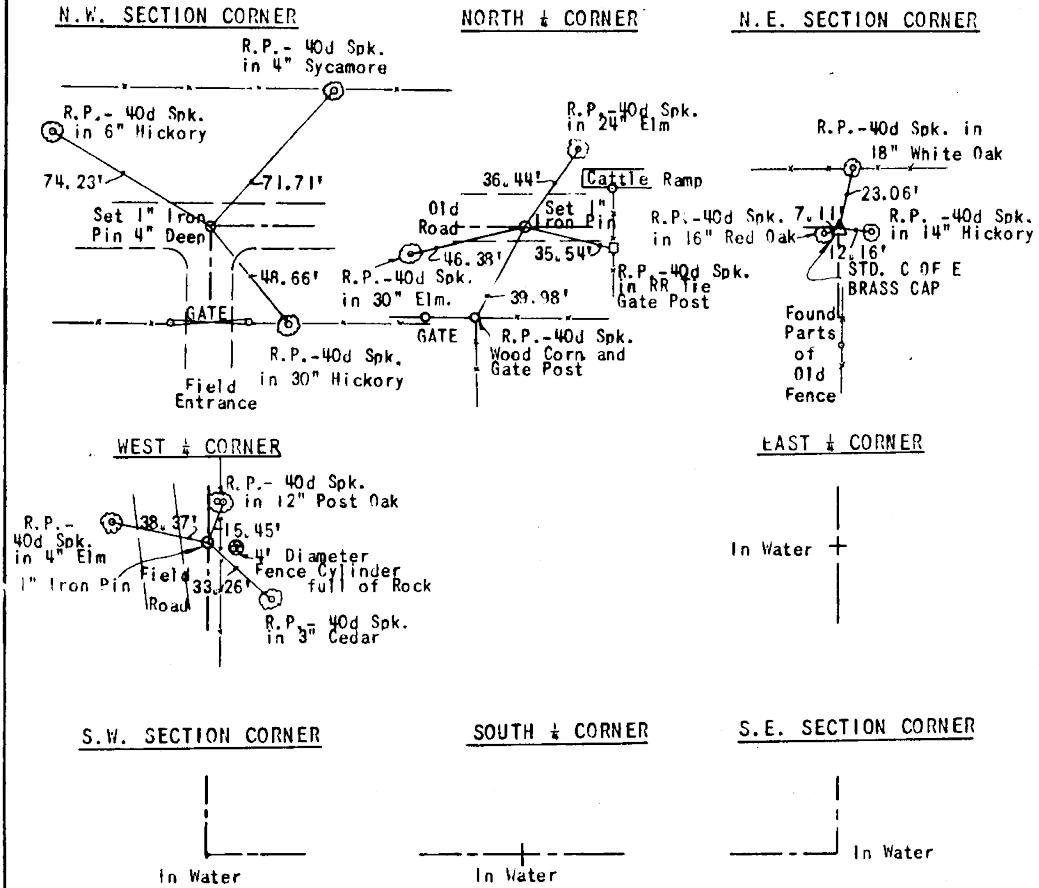 N.W. SECTION CORNER
R.P.- 40d Spk.
in 4" Sycamore
R.P.- 40d Spk.
in 6" Hickory
74.23'
71.71'
Set 1" Iron
Pin 4" Deep
48.66'
GATE
R.P.-40d Spk.
in 30" Hickory
Field
Entrance
NORTH ¼ CORNER
R.P.-40d Spk.
in 24" Elm
36.44'
Cattle Ramp
Old
Road
Set 1"
Iron Pin
46.38'
35.54'
R.P.-40d Spk.
in 30" Elm.
R.P.-40d Spk.
in RR Tie
Gate Post
39.98'
GATE
R.P.-40d Spk.
Wood Corn and
Gate Post
N.E. SECTION CORNER
R.P.-40d Spk. in
18" White Oak
23.06'
R.P.-40d Spk.
in 16" Red Oak
7.11'
R.P. -40d Spk.
in 14" Hickory
12.16'
STD. C OF E
BRASS CAP
Found
Parts
of
Old
Fence
WEST ¼ CORNER
R.P.- 40d Spk.
in 12" Post Oak
R.P.-
40d Spk.
in 4" Elm
38.37'
15.45'
4' Diameter
Fence Cylinder
full of Rock
1" Iron Pin
Field
Road
33.26'
R.P.- 40d Spk.
in 3" Cedar
EAST ¼ CORNER
In Water
S.W. SECTION CORNER
In Water
SOUTH ¼ CORNER
In Water
S.E. SECTION CORNER
In Water